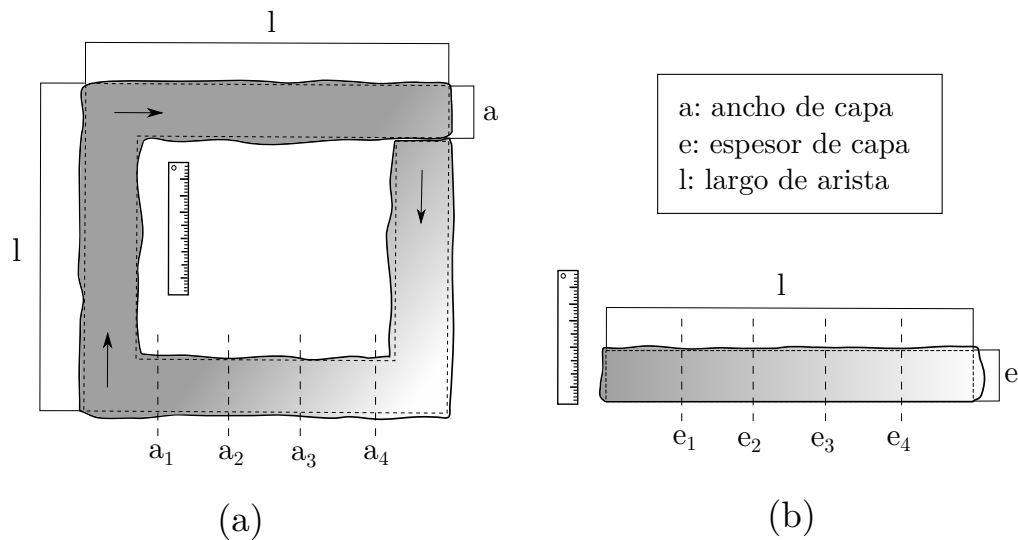 l
l
a
a₁ a₂ a₃ a₄
(a)
a: ancho de capa
e: espesor de capa
l: largo de arista
l
e
e₁ e₂ e₃ e₄
(b)